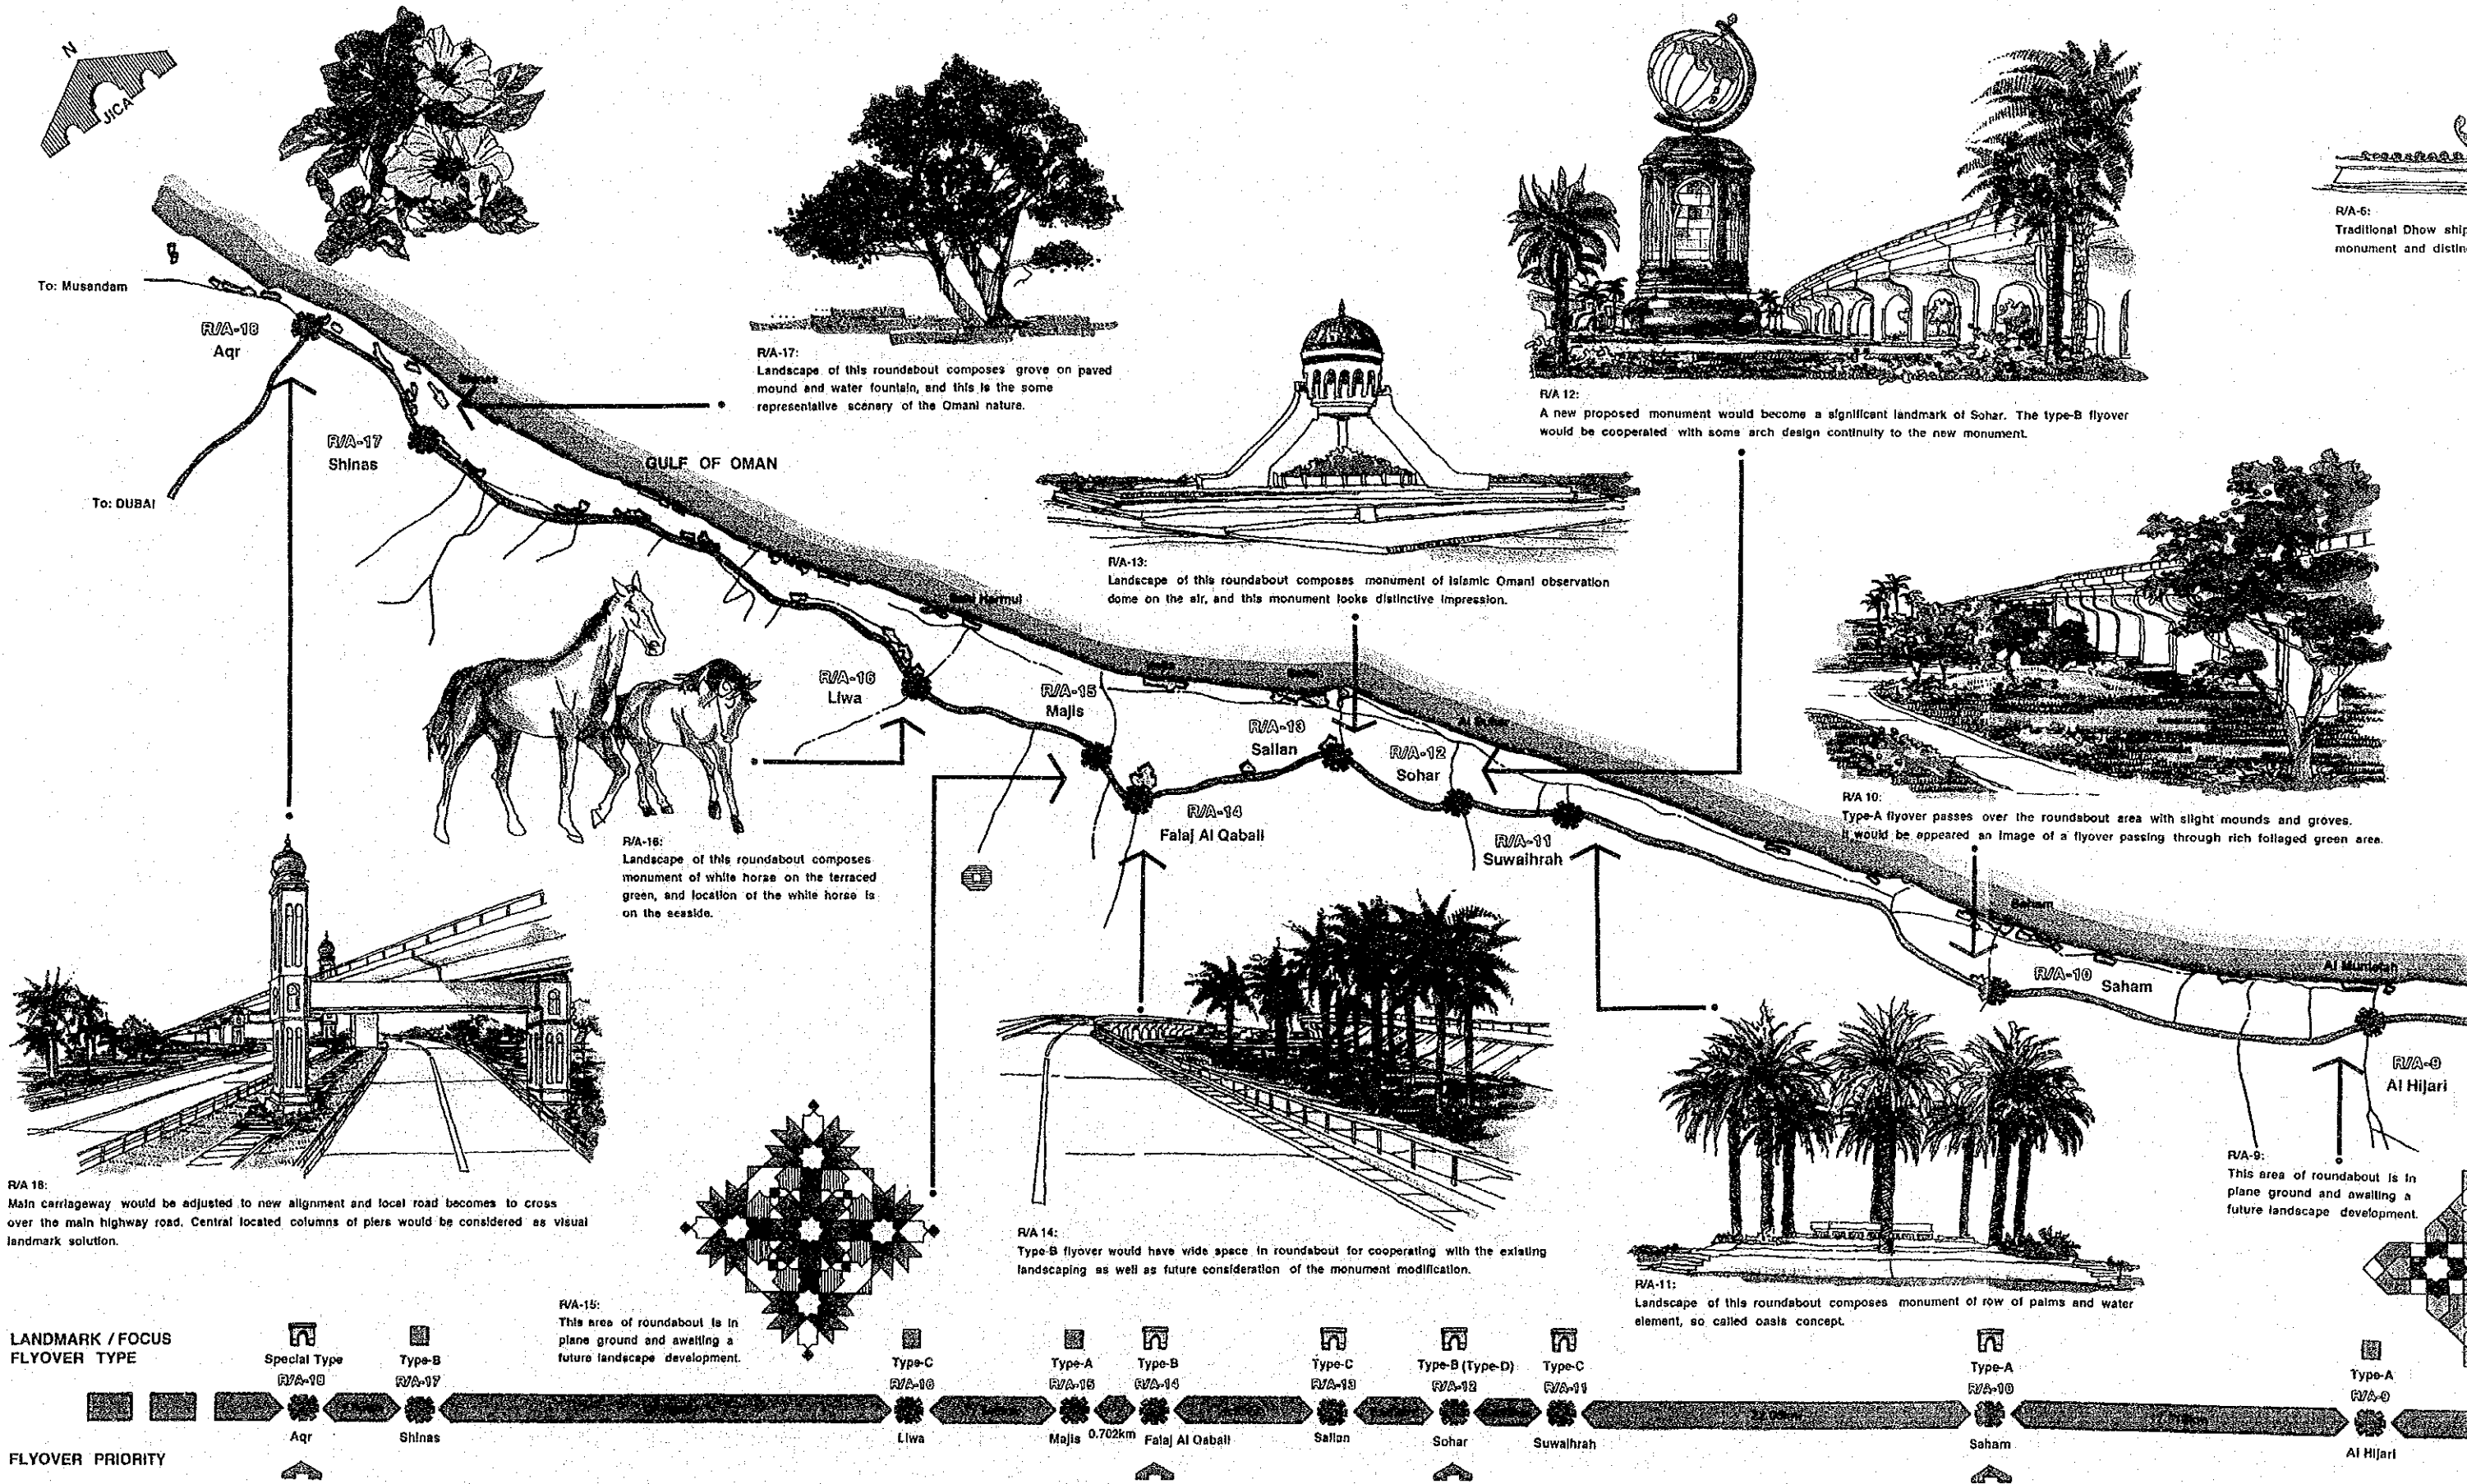 N
JICA
To: Musandam
R/A-18
Aqr
To: DUBAI
R/A-17
Shinas
GULF OF OMAN
R/A-17:
Landscape of this roundabout composes grove on paved
mound and water fountain, and this is the some
representative scenery of the Omani nature.
R/A-13:
Landscape of this roundabout composes monument of Islamic Omani observation
dome on the air, and this monument looks distinctive impression.
R/A 12:
A new proposed monument would become a significant landmark of Sohar. The type-B flyover
would be cooperated with some arch design continuity to the new monument.
R/A-6:
Traditional Dhow ship
monument and distin
R/A-16
Liwa
R/A-15
Majis
R/A-13
Sallan
R/A-12
Sohar
R/A-14
Falaj Al Qabail
R/A-11
Suwaihrah
R/A 10:
Type-A flyover passes over the roundabout area with slight mounds and groves.
It would be appeared an image of a flyover passing through rich foliaged green area.
Saham
R/A-10
Saham
R/A-9
Al Hijari
R/A-16:
Landscape of this roundabout composes
monument of white horse on the terraced
green, and location of the white horse is
on the seaside.
R/A 18:
Main carriageway would be adjusted to new alignment and local road becomes to cross
over the main highway road. Central located columns of piers would be considered as visual
landmark solution.
R/A-15:
This area of roundabout is in
plane ground and awaiting a
future landscape development.
R/A 14:
Type-B flyover would have wide space in roundabout for cooperating with the existing
landscaping as well as future consideration of the monument modification.
R/A-11:
Landscape of this roundabout composes monument of row of palms and water
element, so called oasis concept.
R/A-9:
This area of roundabout is in
plane ground and awaiting a
future landscape development.
LANDMARK / FOCUS
FLYOVER TYPE
Special Type
R/A-18
Aqr
Type-B
R/A-17
Shinas
Type-C
R/A-16
Liwa
Type-A
R/A-15
Majis
0.702km
Type-B
R/A-14
Falaj Al Qabail
Type-C
R/A-13
Sallan
Type-B (Type-D)
R/A-12
Sohar
Type-C
R/A-11
Suwaihrah
Type-A
R/A-10
Saham
Type-A
R/A-9
Al Hijari
FLYOVER PRIORITY